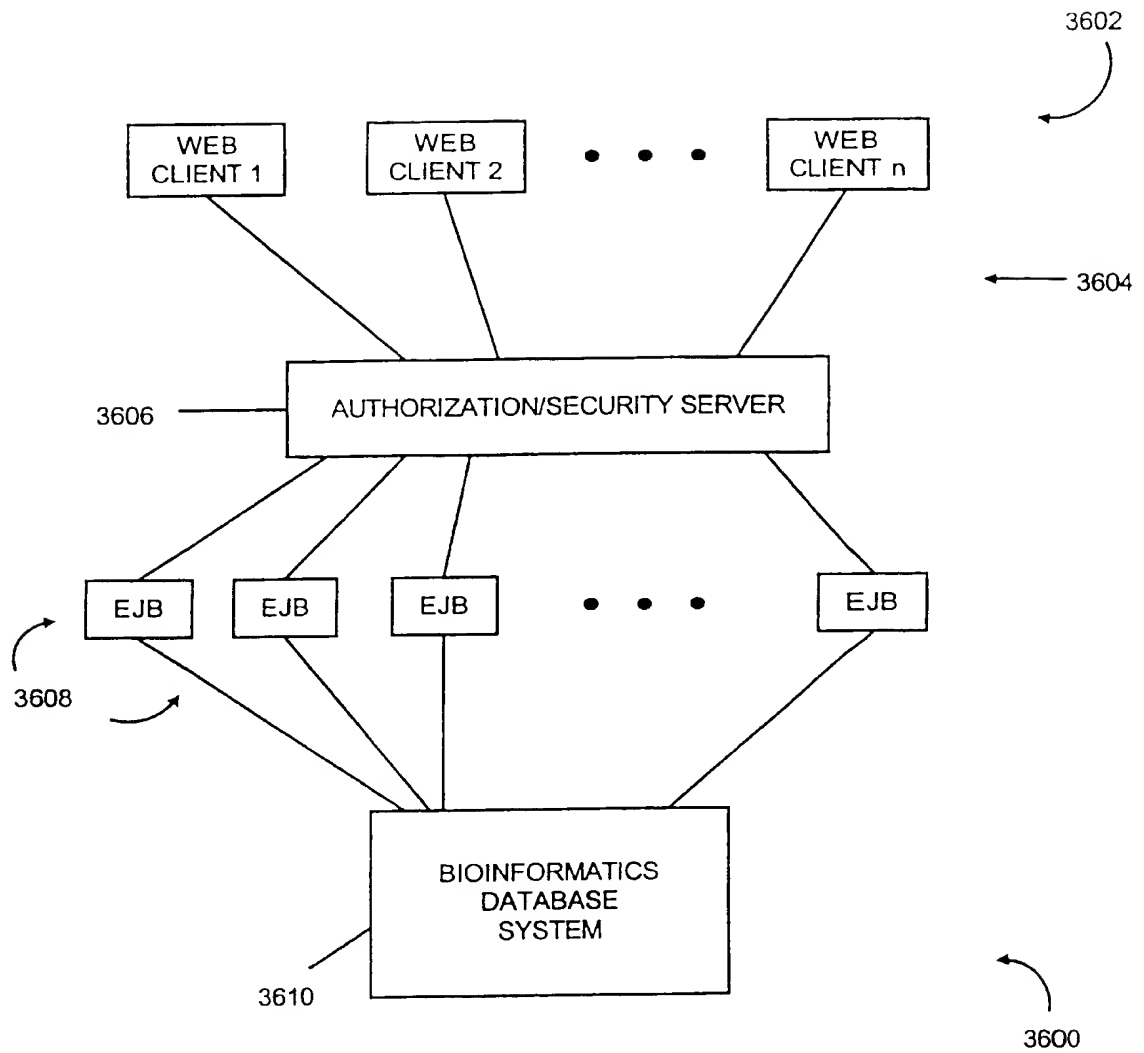 3602
WEB
CLIENT 1
WEB
CLIENT 2
WEB
CLIENT n
3604
3606
AUTHORIZATION/SECURITY SERVER
EJB
EJB
EJB
EJB
3608
BIOINFORMATICS
DATABASE
SYSTEM
3610
3600